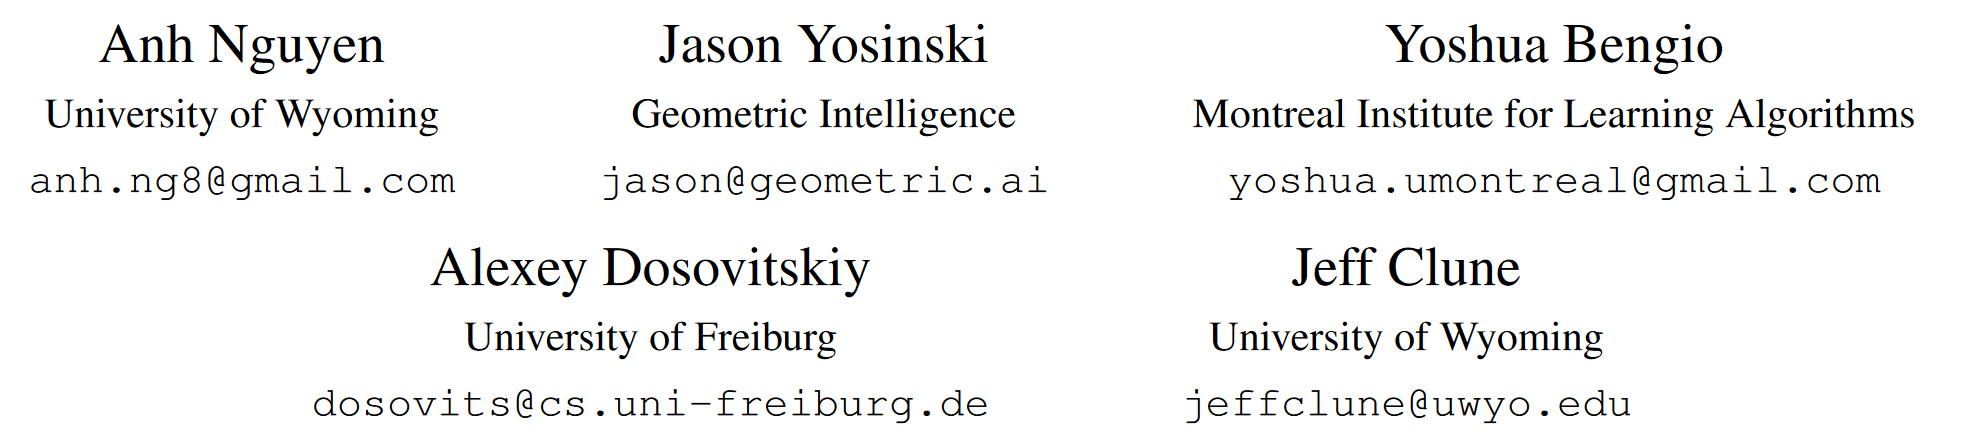 Anh Nguyen
University of Wyoming
anh.ng8@gmail.com
Jason Yosinski
Geometric Intelligence
jason@geometric.ai
Yoshua Bengio
Montreal Institute for Learning Algorithms
yoshua.umontreal@gmail.com
Alexey Dosovitskiy
University of Freiburg
dosovits@cs.uni-freiburg.de
Jeff Clune
University of Wyoming
jeffclune@uwyo.edu